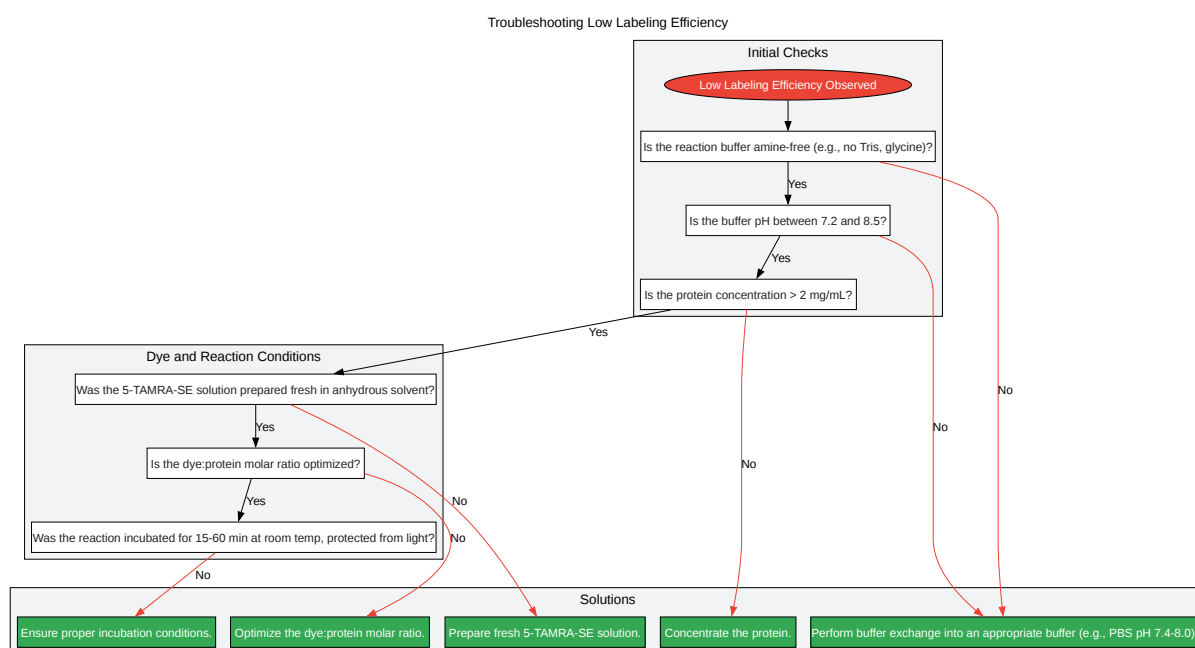 Troubleshooting Low Labeling Efficiency
Initial Checks
Low Labeling Efficiency Observed
Is the reaction buffer amine-free (e.g., no Tris, glycine)?
Yes
Is the buffer pH between 7.2 and 8.5?
Yes
Is the protein concentration > 2 mg/mL?
Yes
Dye and Reaction Conditions
Was the 5-TAMRA-SE solution prepared fresh in anhydrous solvent?
No
Yes
No
Is the dye:protein molar ratio optimized?
No
Yes
No
Was the reaction incubated for 15-60 min at room temp, protected from light?
No
No
Solutions
Ensure proper incubation conditions.
Optimize the dye:protein molar ratio.
Prepare fresh 5-TAMRA-SE solution.
Concentrate the protein.
Perform buffer exchange into an appropriate buffer (e.g., PBS pH 7.4-8.0)